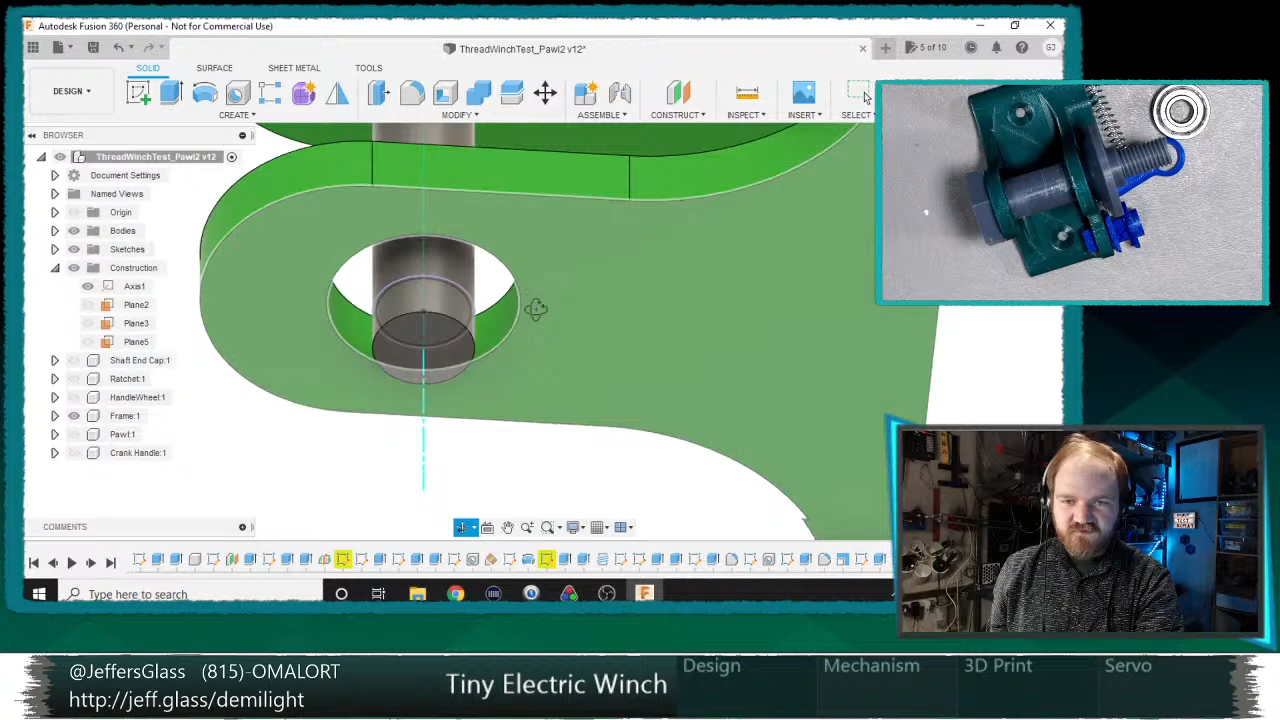 Autodesk Fusion 360 (Personal - Not for Commercial Use)
ThreadWinchTest_Pawl2 v12*
5 of 10
GJ
DESIGN
SOLID
SURFACE
SHEET METAL
TOOLS
CREATE
MODIFY
ASSEMBLE
CONSTRUCT
INSPECT
INSERT
SELECT
BROWSER
ThreadWinchTest_Pawl2 v12
Document Settings
Named Views
Origin
Bodies
Sketches
Construction
Axis1
Plane2
Plane3
Plane5
Shaft End Cap:1
Ratchet:1
HandleWheel:1
Frame:1
Pawl:1
Crank Handle:1
COMMENTS
Type here to search
@JeffersGlass (815)-OMALORT
http://jeff.glass/demilight
Tiny Electric Winch
Design
Mechanism
3D Print
Servo